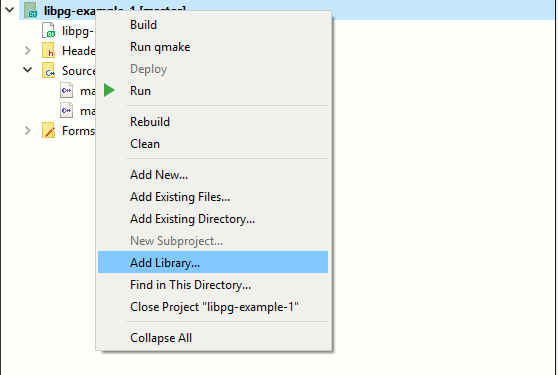 libpg-example-1 [master]
Build
libpg-
Run qmake
Heade
Deploy
Source
Run
ma
ma
Rebuild
Forms
Clean
Add New...
Add Existing Files...
Add Existing Directory...
New Subproject...
Add Library...
Find in This Directory...
Close Project "libpg-example-1"
Collapse All